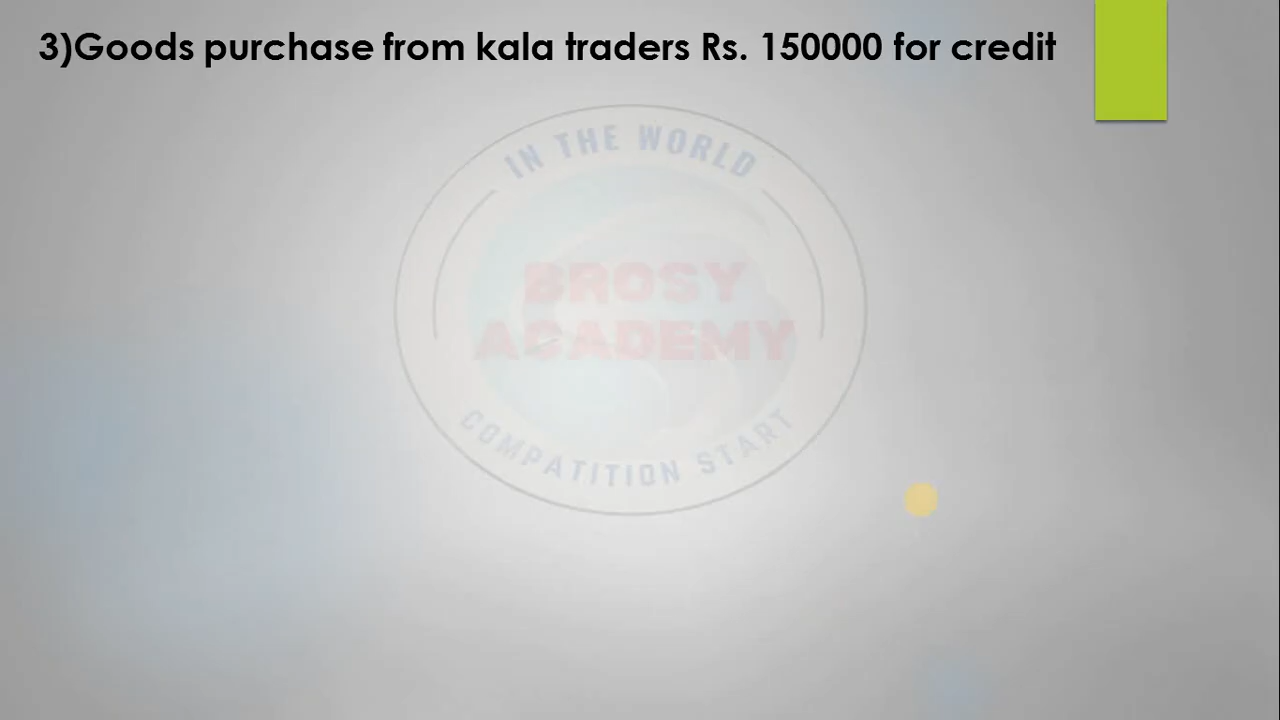 3)Goods purchase from kala traders Rs. 150000 for credit
IN THE WORLD
BROSY
ACADEMY
COMPATITION START